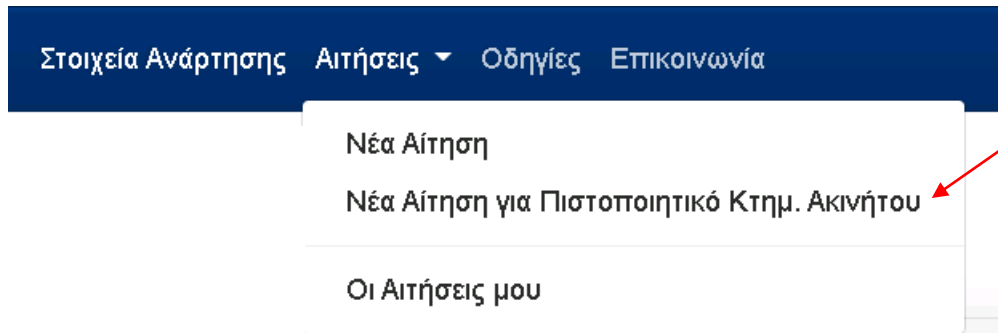 Στοιχεία Ανάρτησης Αιτήσεις Οδηγίες Επικοινωνία
Νέα Αίτηση
Νέα Αίτηση για Πιστοποιητικό Κτημ. Ακινήτου
Οι Αιτήσεις μου